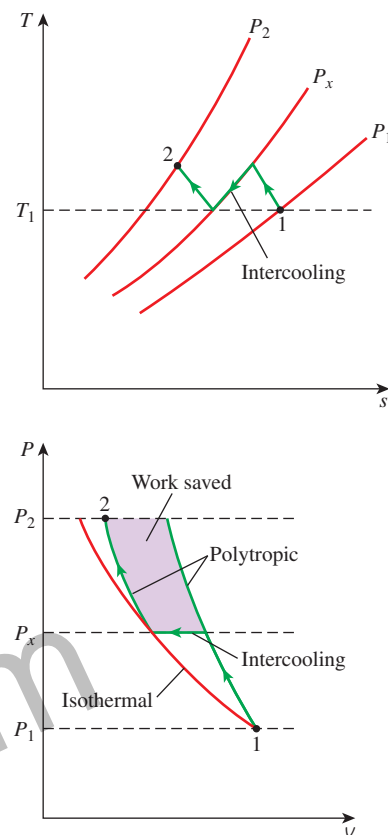 T
P2
Px
P1
2
T1
1
Intercooling
s
P
2
Work saved
P2
Polytropic
Px
Intercooling
Isothermal
P1
1
m